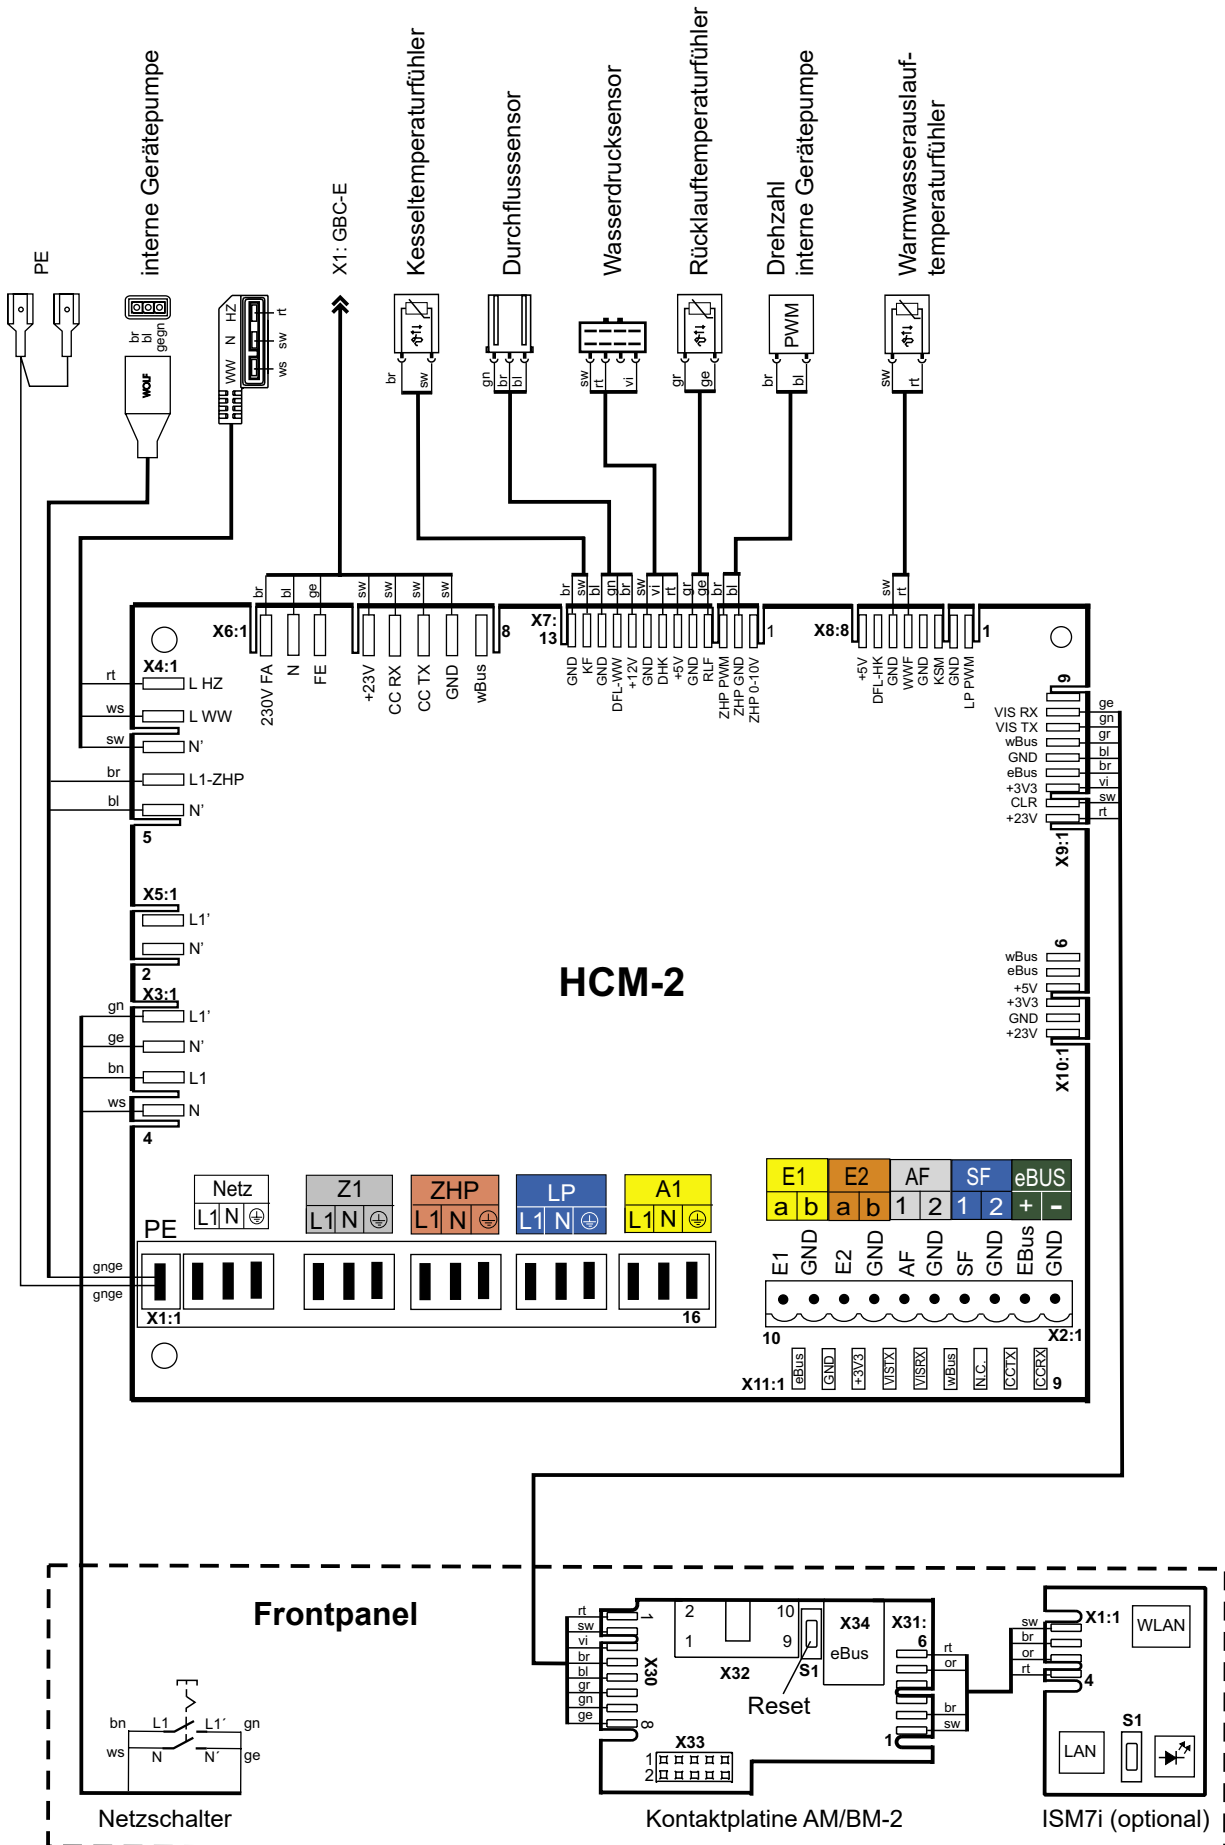 PE
interne Gerätepumpe
X1: GBC-E
Kesseltemperaturfühler
Durchflusssensor
Wasserdrucksensor
Rücklauftemperaturfühler
Drehzahl
interne Gerätepumpe
Warmwasserauslauf-
temperaturfühler
br
bl
gegn
WOLF
WW N HZ
ws sw rt
br sw
gn br bl
sw rt vi
gr ge
PWM
br bl
sw rt
br bl ge sw sw sw sw
br sw bl gn br sw vi rt gr ge br bl
sw rt
X6:1
8
X7:
13
1
X8:8
1
230V FA
N
FE
+23V
CC RX
CC TX
GND
wBus
GND
KF
GND
DFL-WW
+12V
GND
DHK
+5V
GND
RLF
ZHP PWM
ZHP GND
ZHP 0-10V
+5V
DFL-HK
GND
WWF
GND
KSM
GND
LP PWM
X4:1
rt L HZ
ws L WW
sw N'
br L1-ZHP
bl N'
5
X5:1
L1'
N'
2
X3:1
gn L1'
ge N'
bn L1
ws N
4
9
VIS RX ge
VIS TX gn
wBus gr
GND bl
eBus br
+3V3 vi
CLR sw
+23V rt
X9:1
HCM-2
6
wBus
eBus
+5V
+3V3
GND
+23V
X10:1
Netz
L1 N
Z1
L1 N
ZHP
L1 N
LP
L1 N
A1
L1 N
PE
gnge
gnge
X1:1
16
E1 E2 AF SF eBUS
a b a b 1 2 1 2 + -
E1
GND
E2
GND
AF
GND
SF
GND
EBus
GND
10
X2:1
X11:1
eBus
GND
+3V3
VISTX
VISRX
wBus
N.C.
CCTX
CCRX
9
Frontpanel
bn L1 L1´ gn
ws N N´ ge
Netzschalter
rt
sw
vi
br
bl
gr
gn
ge
1
X30
8
2 10
1 9
X32
S1
Reset
X34
eBus
X31:
6
rt
or
br
sw
1
X33
1
2
Kontaktplatine AM/BM-2
sw
br
or
rt
X1:1
4
WLAN
LAN
S1
ISM7i (optional)